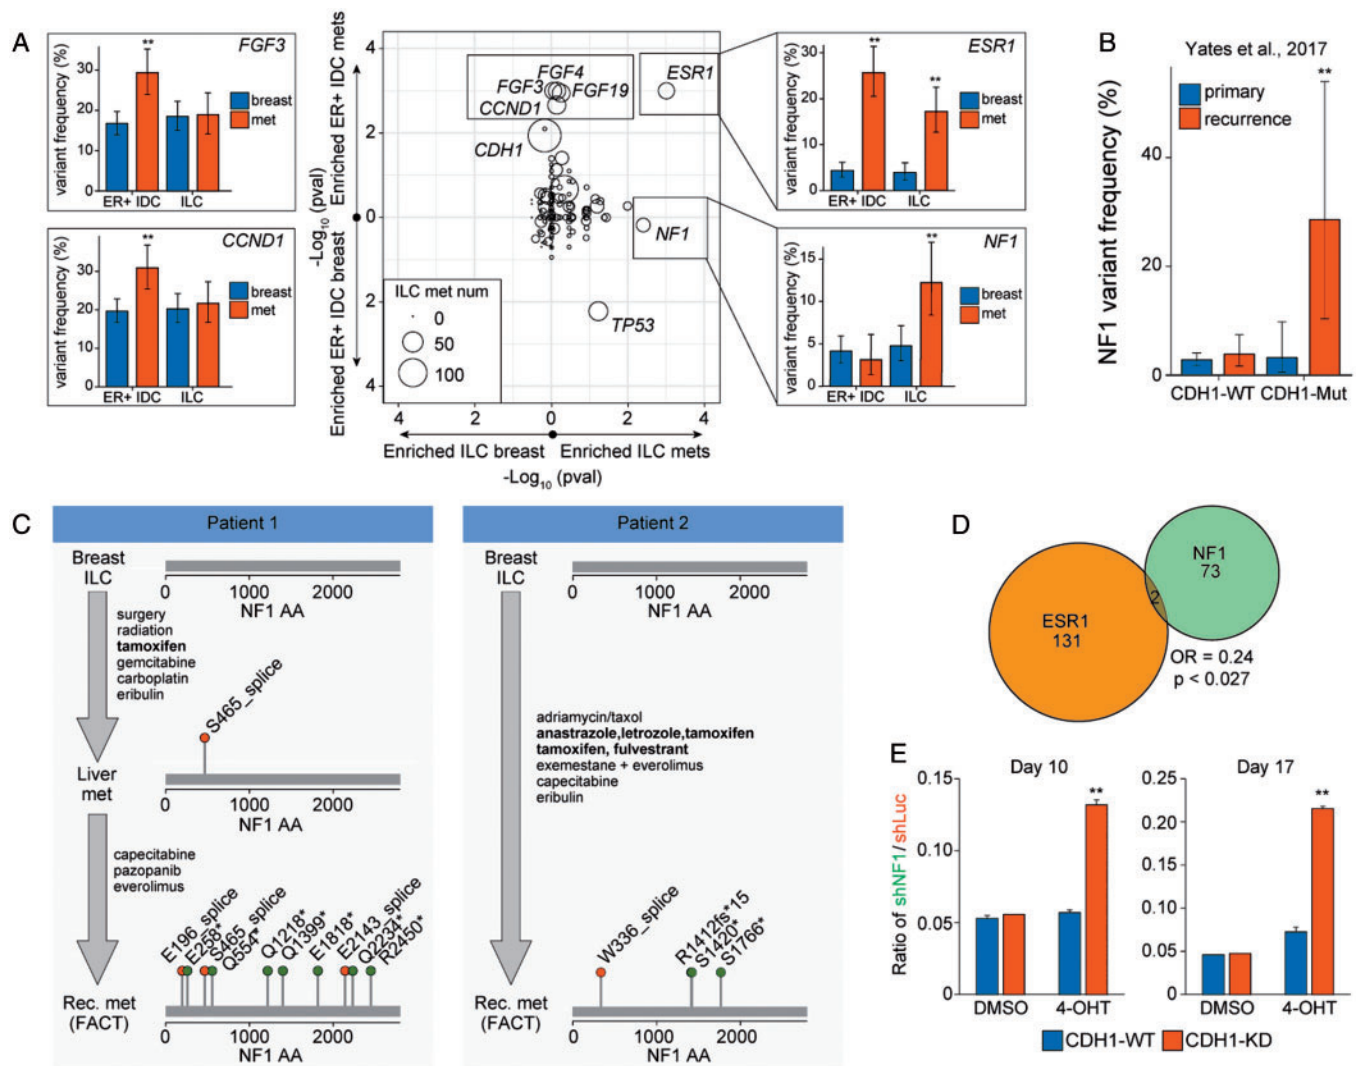 A
FGF3
variant frequency (%)
30
20
10
0
**
breast
met
ER+ IDC
ILC
CCND1
variant frequency (%)
30
20
10
0
**
breast
met
ER+ IDC
ILC
Enriched ER+ IDC mets
-Log10 (pval)
Enriched ER+ IDC breast
4
2
0
2
4
FGF4
FGF3
FGF19
CCND1
ESR1
CDH1
NF1
TP53
ILC met num
0
50
100
4
2
0
2
4
Enriched ILC breast
Enriched ILC mets
-Log10 (pval)
ESR1
variant frequency (%)
30
20
10
0
**
**
breast
met
ER+ IDC
ILC
NF1
variant frequency (%)
15
10
5
0
**
breast
met
ER+ IDC
ILC
B
Yates et al., 2017
NF1 variant frequency (%)
40
20
0
**
primary
recurrence
CDH1-WT CDH1-Mut
C
Patient 1
Breast
ILC
0 1000 2000
NF1 AA
surgery
radiation
tamoxifen
gemcitabine
carboplatin
eribulin
S465_splice
Liver
met
0 1000 2000
NF1 AA
capecitabine
pazopanib
everolimus
E196_splice
E258*
S465_splice
Q554*
Q1218*
Q1399*
E1818*
E2143_splice
Q2234*
R2450*
Rec. met
(FACT)
0 1000 2000
NF1 AA
Patient 2
Breast
ILC
0 1000 2000
NF1 AA
adriamycin/taxol
anastrazole,letrozole,tamoxifen
tamoxifen, fulvestrant
exemestane + everolimus
capecitabine
eribulin
W336_splice
R1412fs*15
S1420*
S1766*
Rec. met
(FACT)
0 1000 2000
NF1 AA
D
NF1
73
2
ESR1
131
OR = 0.24
p < 0.027
E
Ratio of shNF1/shLuc
Day 10
0.15
0.10
0.05
0
**
DMSO 4-OHT
Day 17
0.25
0.20
0.15
0.10
0.05
0
**
DMSO 4-OHT
CDH1-WT CDH1-KD